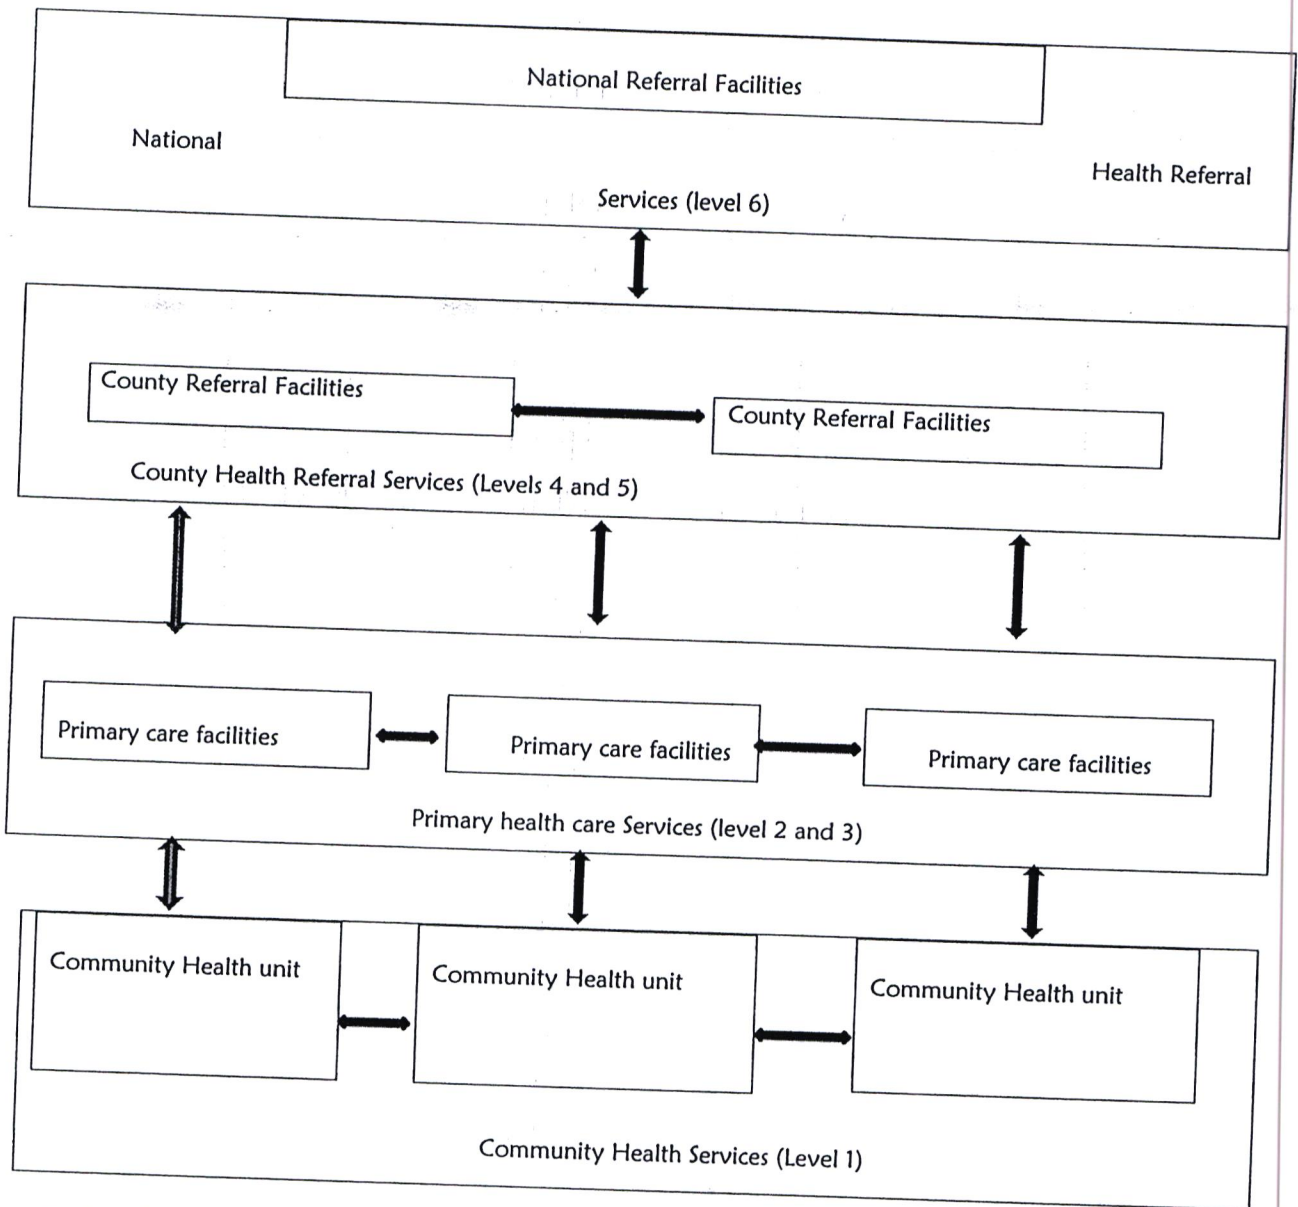 National Referral Facilities
National
Health Referral
Services (level 6)
County Referral Facilities
County Referral Facilities
County Health Referral Services (Levels 4 and 5)
Primary care facilities
Primary care facilities
Primary care facilities
Primary health care Services (level 2 and 3)
Community Health unit
Community Health unit
Community Health unit
Community Health Services (Level 1)